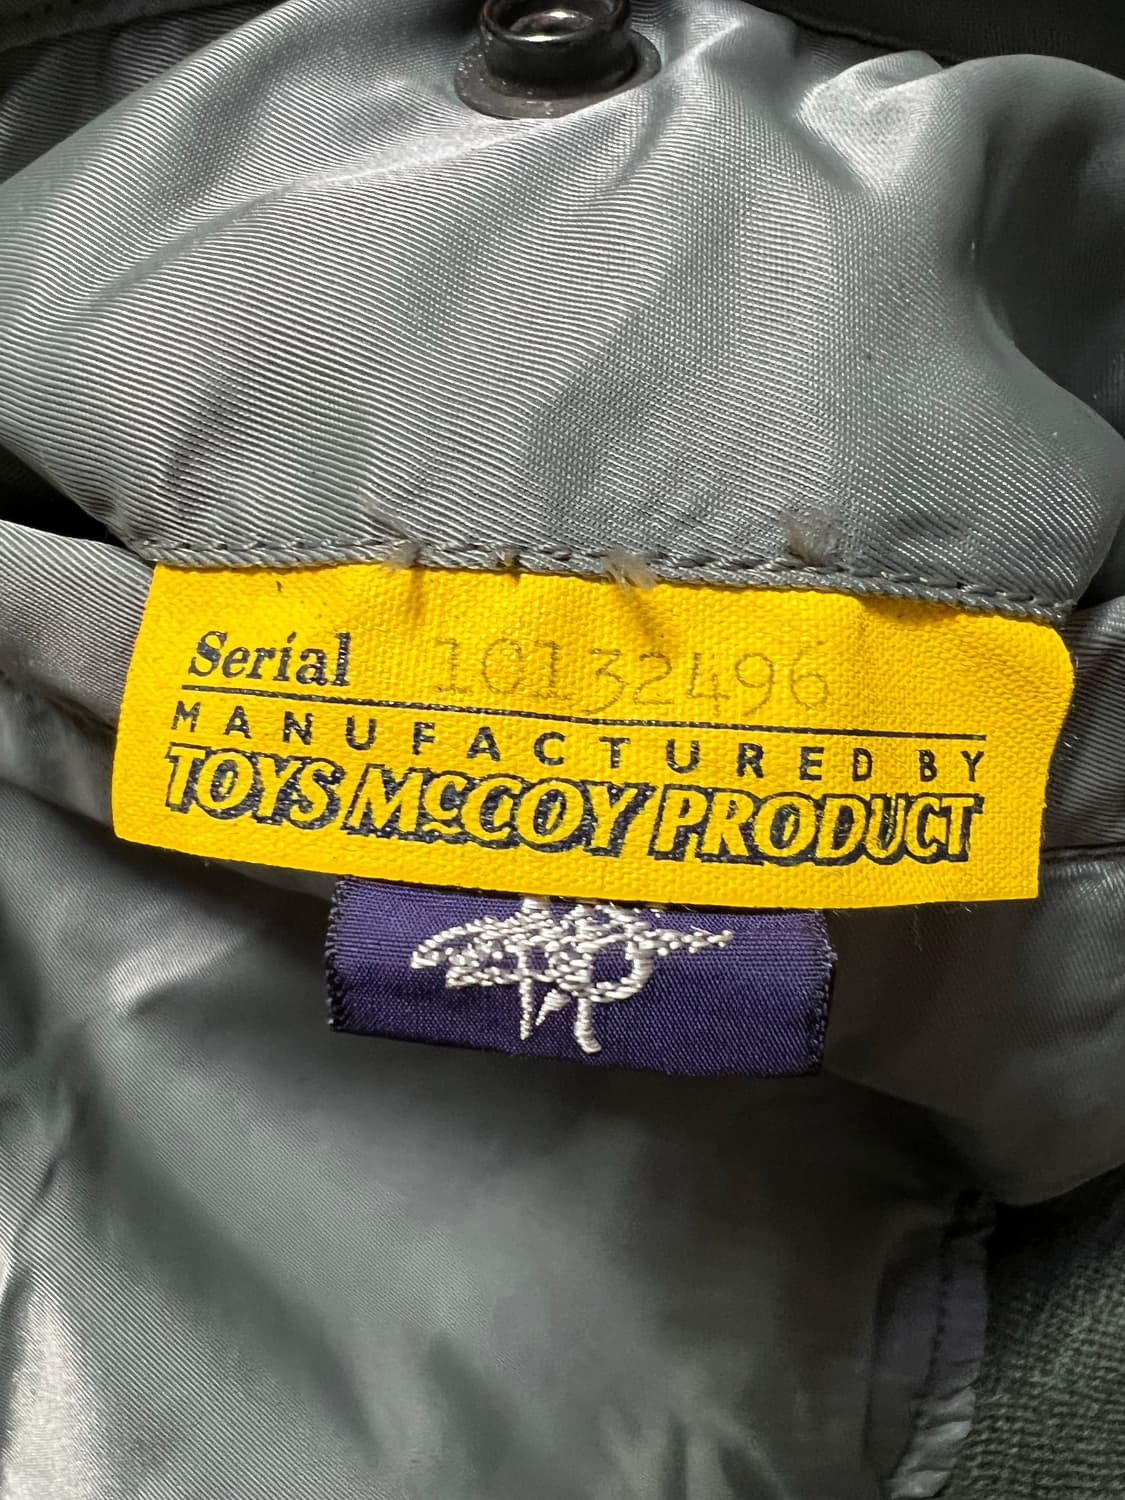 Serial 10132496
MANUFACTURED BY
TOYS McCOY PRODUCT